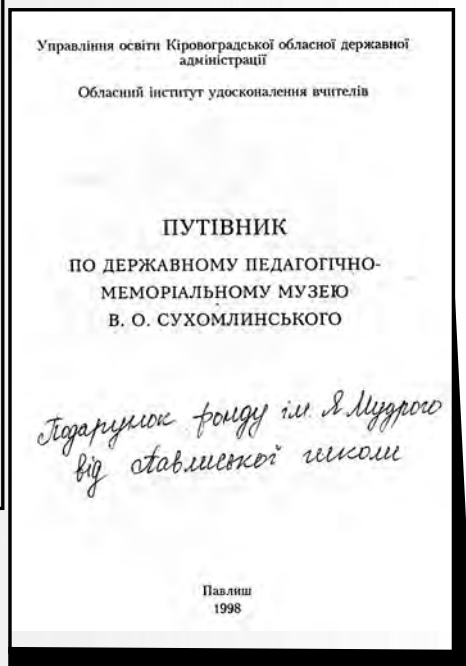 Управління освіти Кіровоградської обласної державної
адміністрації
Обласний інститут удосконалення вчителів
ПУТІВНИК
ПО ДЕРЖАВНОМУ ПЕДАГОГІЧНО-
МЕМОРІАЛЬНОМУ МУЗЕЮ
В. О. СУХОМЛИНСЬКОГО
Подарунок фонду ім. Я Мудрого
від Павлиської школи
Павлиш
1998